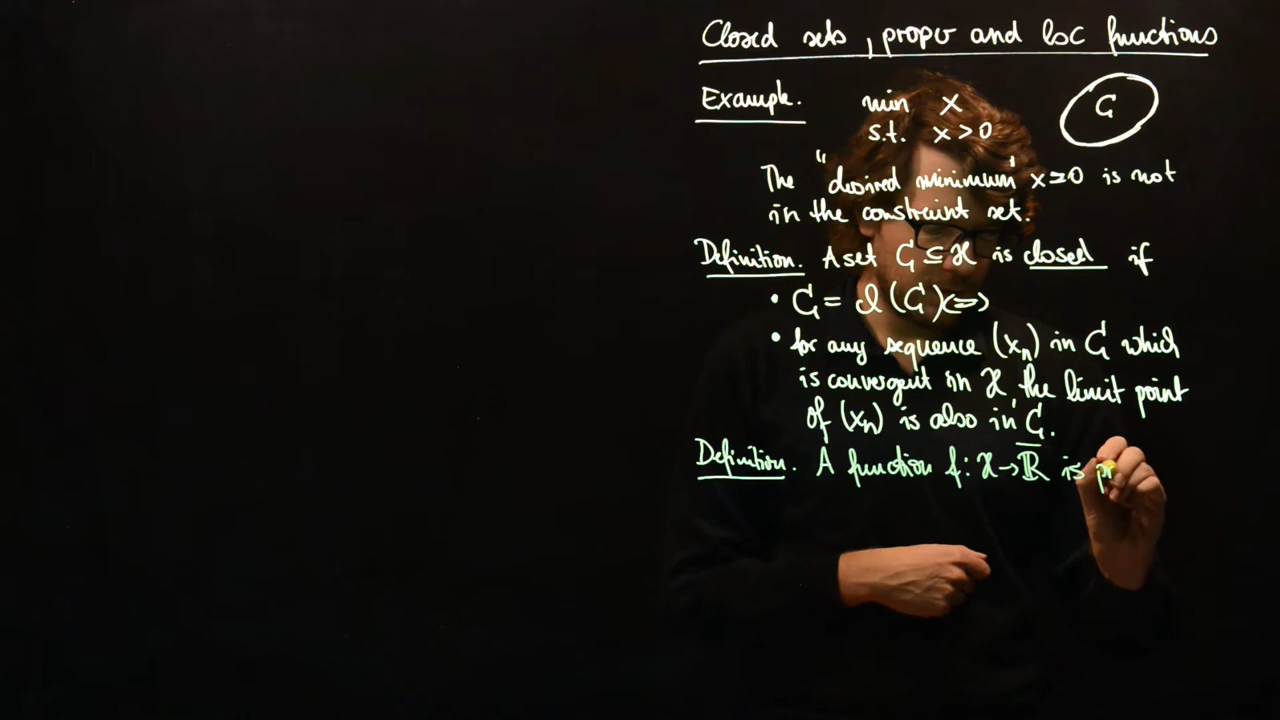 Closed sets, proper and lsc functions
Example. min x
s.t. x > 0
C
The "desired minimum" x=0 is not
in the constraint set.
Definition. A set C ⊆ H is closed if
• C = cl (C) <=>
• for any sequence (xₙ) in C which
is convergent in H, the limit point
of (xₙ) is also in C.
Definition. A function f: H → R̅ is pr